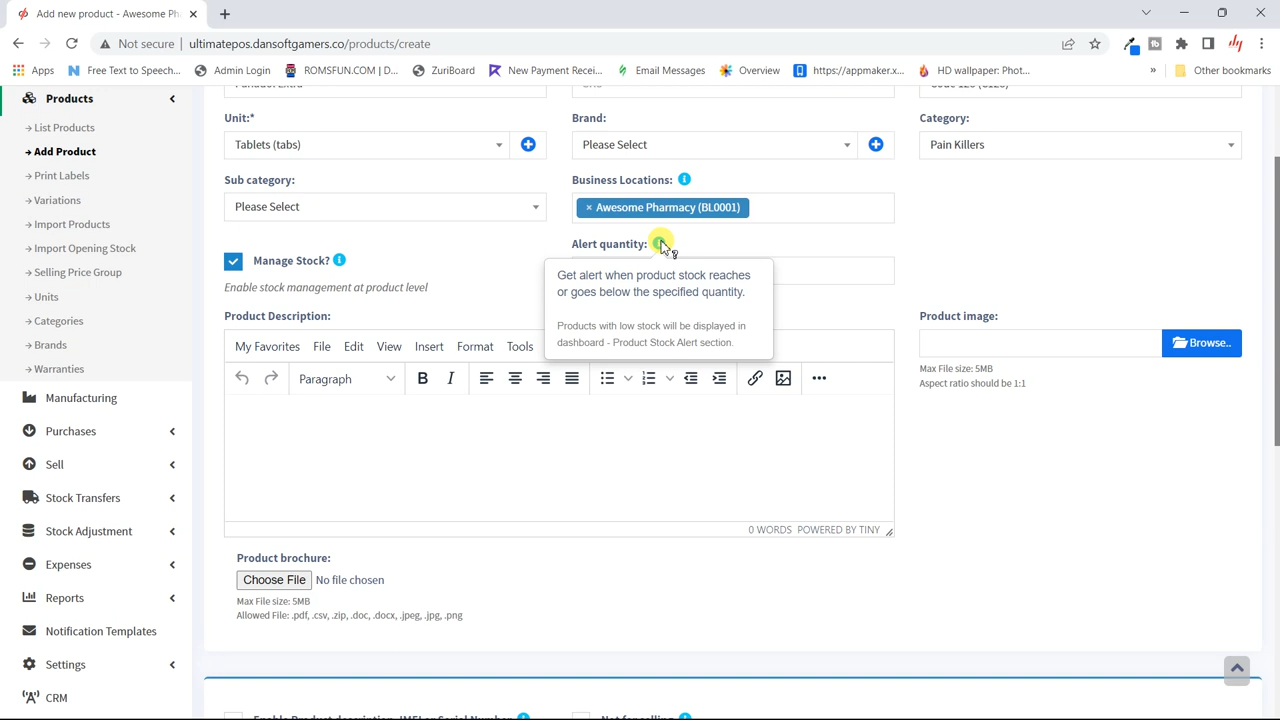 Add new product - Awesome Ph
Not secure
ultimatepos.dansoftgamers.co/products/create
Apps
Free Text to Speech...
Admin Login
ROMSFUN.COM | D...
ZuriBoard
New Payment Recei...
Email Messages
Overview
https://appmaker.x...
HD wallpaper: Phot...
»
Other bookmarks
Products
List Products
Add Product
Print Labels
Variations
Import Products
Import Opening Stock
Selling Price Group
Units
Categories
Brands
Warranties
Manufacturing
Purchases
Sell
Stock Transfers
Stock Adjustment
Expenses
Reports
Notification Templates
Settings
CRM
Unit:*
Tablets (tabs)
Brand:
Please Select
Category:
Pain Killers
Sub category:
Please Select
Business Locations:
× Awesome Pharmacy (BL0001)
Manage Stock?
Enable stock management at product level
Alert quantity:
Get alert when product stock reaches
or goes below the specified quantity.
Products with low stock will be displayed in
dashboard - Product Stock Alert section.
Product Description:
My Favorites File Edit View Insert Format Tools
Paragraph
0 WORDS POWERED BY TINY
Product image:
Browse..
Max File size: 5MB
Aspect ratio should be 1:1
Product brochure:
Choose File No file chosen
Max File size: 5MB
Allowed File: .pdf, .csv, .zip, .doc, .docx, .jpeg, .jpg, .png